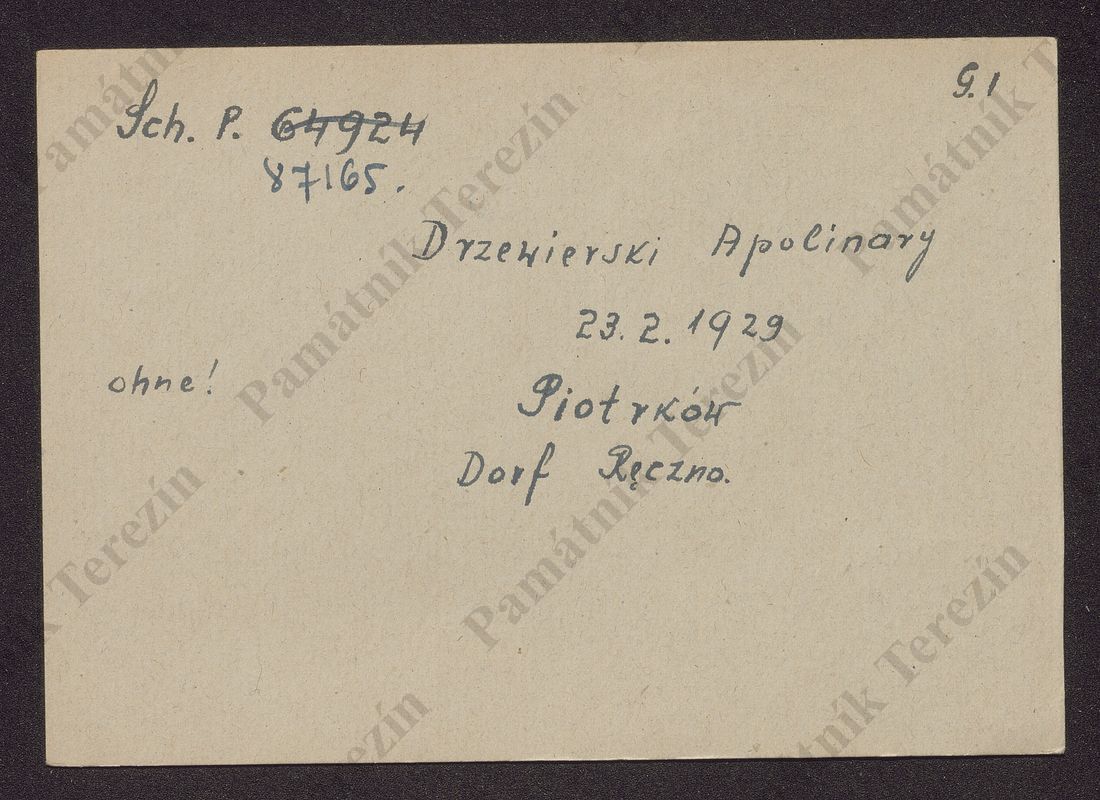 G.1
Sch. P. 64924
87165.
Drzewierski Apolinary
23.2.1929
ohne!
Piotrków
Dorf Ręczno.
Památník Terezín